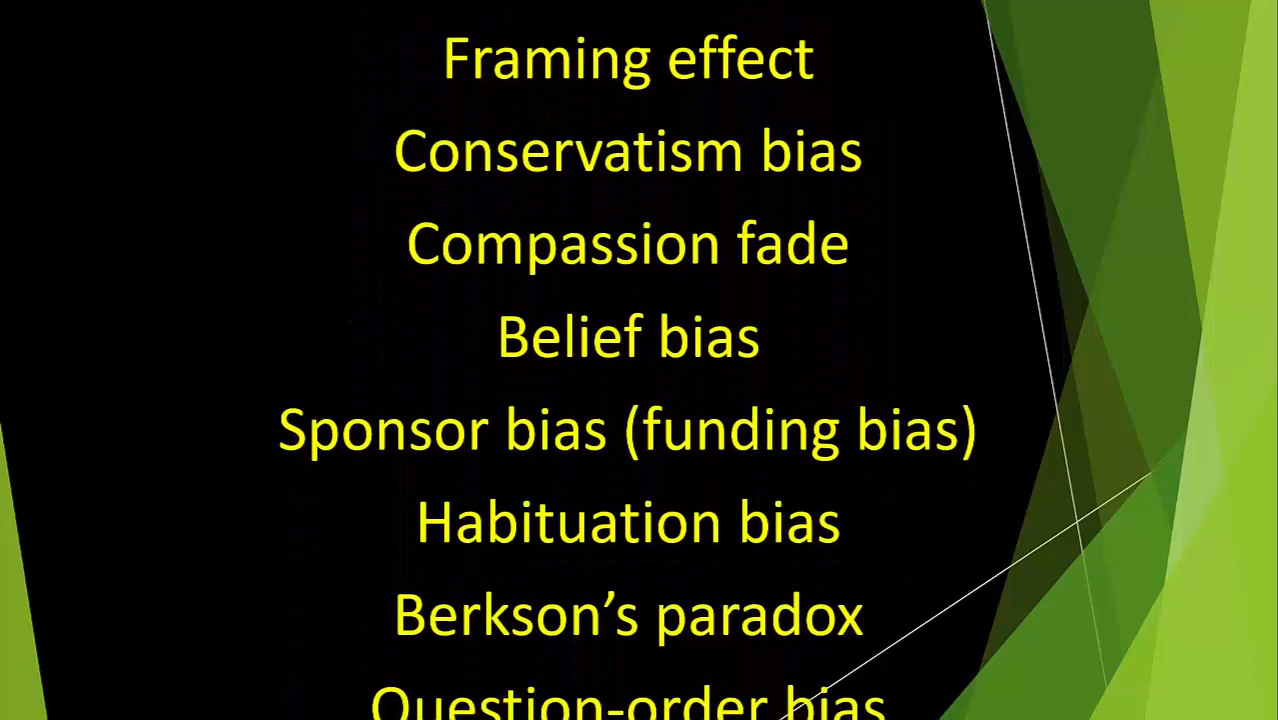 Framing effect
Conservatism bias
Compassion fade
Belief bias
Sponsor bias (funding bias)
Habituation bias
Berkson’s paradox
Question-order bias